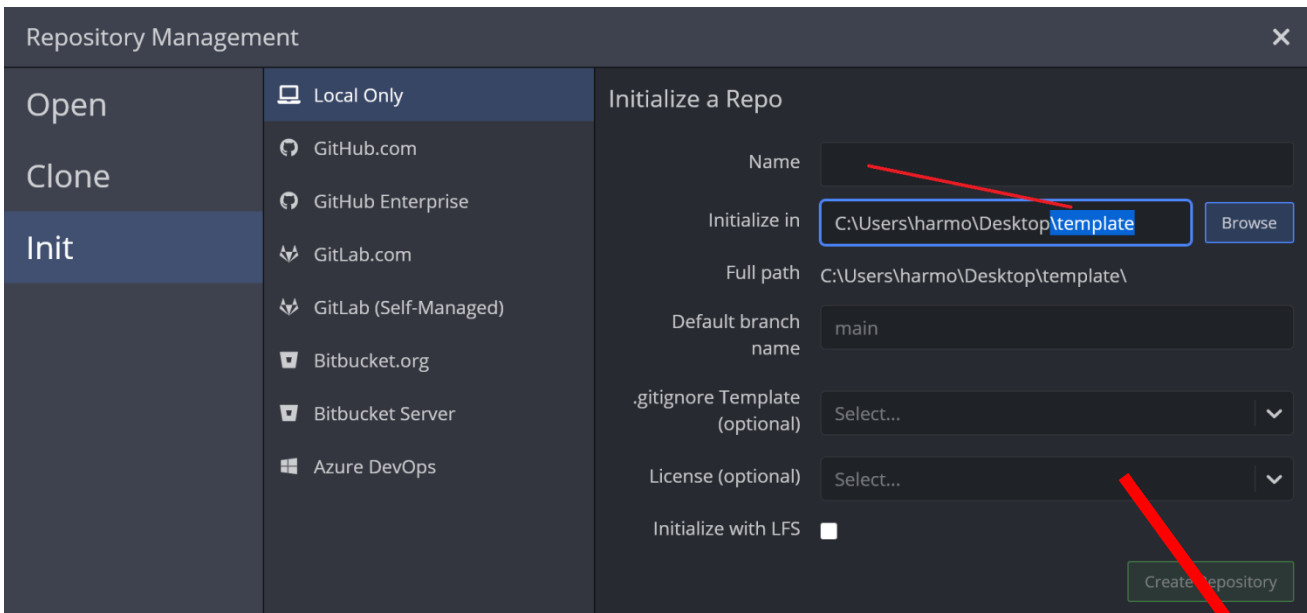 Repository Management
Open
Clone
Init
Local Only
GitHub.com
GitHub Enterprise
GitLab.com
GitLab (Self-Managed)
Bitbucket.org
Bitbucket Server
Azure DevOps
Initialize a Repo
Name
Initialize in
C:\Users\harmo\Desktop\template
Browse
Full path
C:\Users\harmo\Desktop\template\
Default branch
name
main
.gitignore Template
(optional)
Select...
License (optional)
Select...
Initialize with LFS
Create Repository